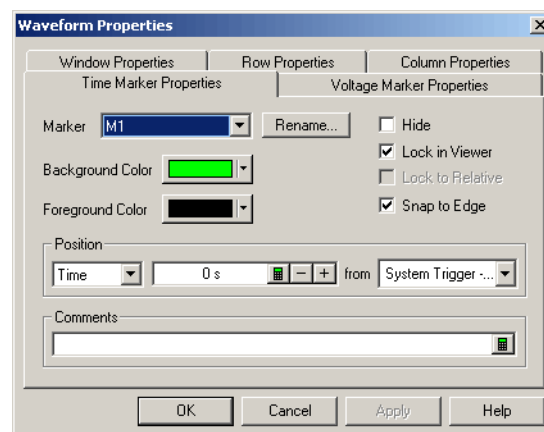 Waveform Properties
Window Properties Row Properties Column Properties
Time Marker Properties Voltage Marker Properties
Marker M1 Rename... Hide
Lock in Viewer
Background Color
Lock to Relative
Foreground Color Snap to Edge
Position
Time 0 s - + from System Trigger -...
Comments
OK Cancel Apply Help